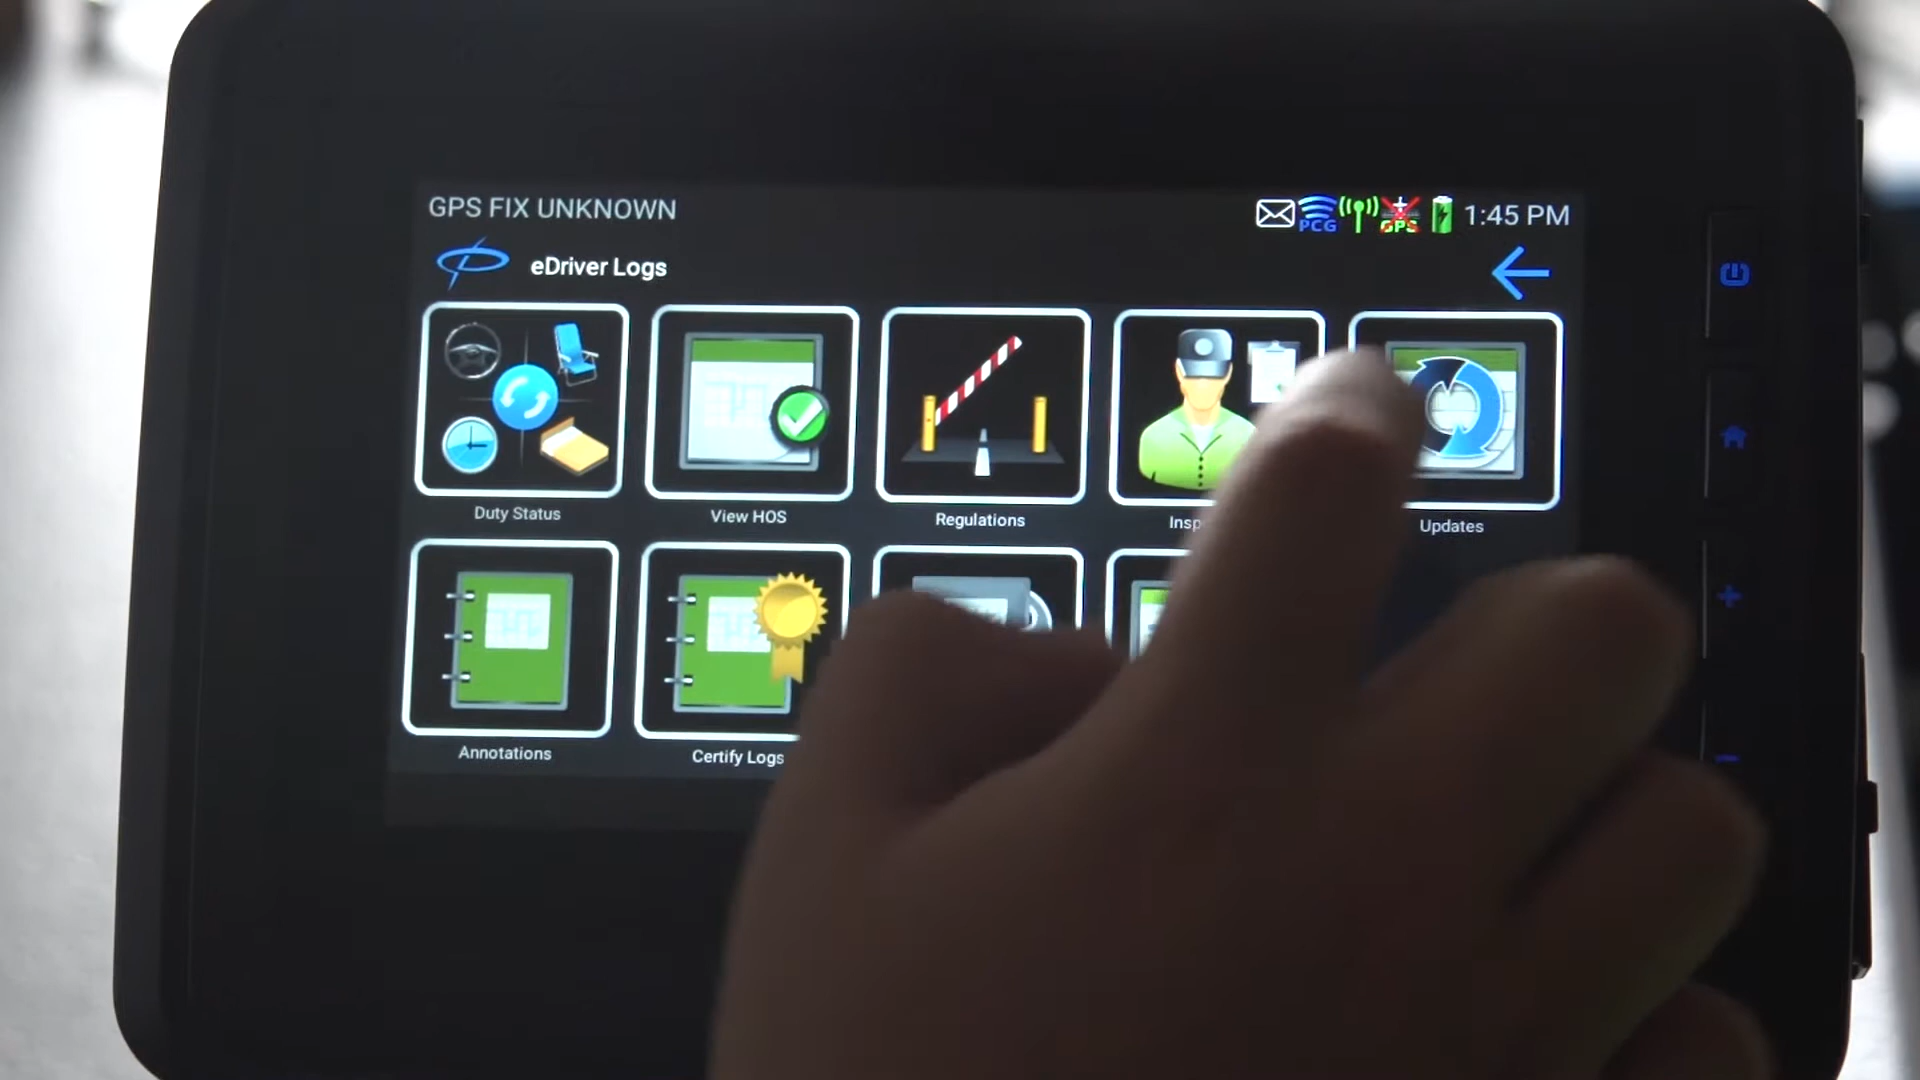 GPS FIX UNKNOWN
PCG GPS 1:45 PM
eDriver Logs
Duty Status
View HOS
Regulations
Updates
Annotations
Certify Logs